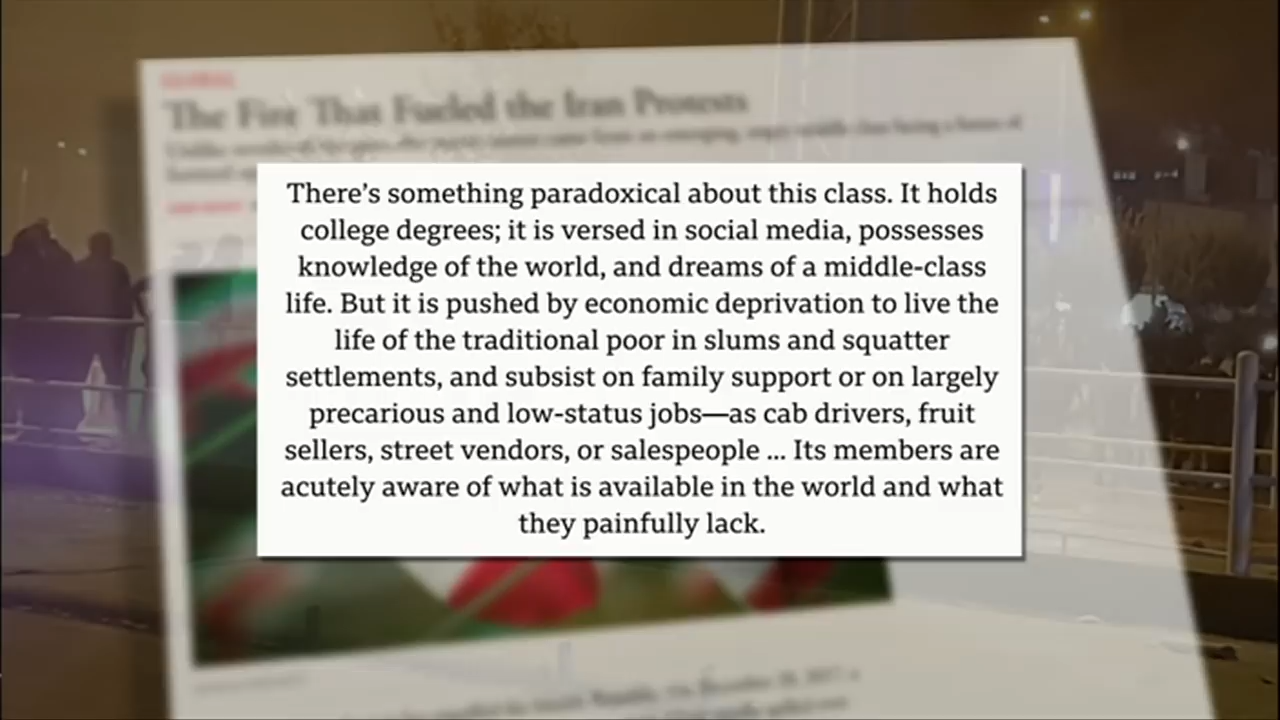 GLOBAL
The Fire That Fueled the Iran Protests
There's something paradoxical about this class. It holds
college degrees; it is versed in social media, possesses
knowledge of the world, and dreams of a middle-class
life. But it is pushed by economic deprivation to live the
life of the traditional poor in slums and squatter
settlements, and subsist on family support or on largely
precarious and low-status jobs—as cab drivers, fruit
sellers, street vendors, or salespeople ... Its members are
acutely aware of what is available in the world and what
they painfully lack.